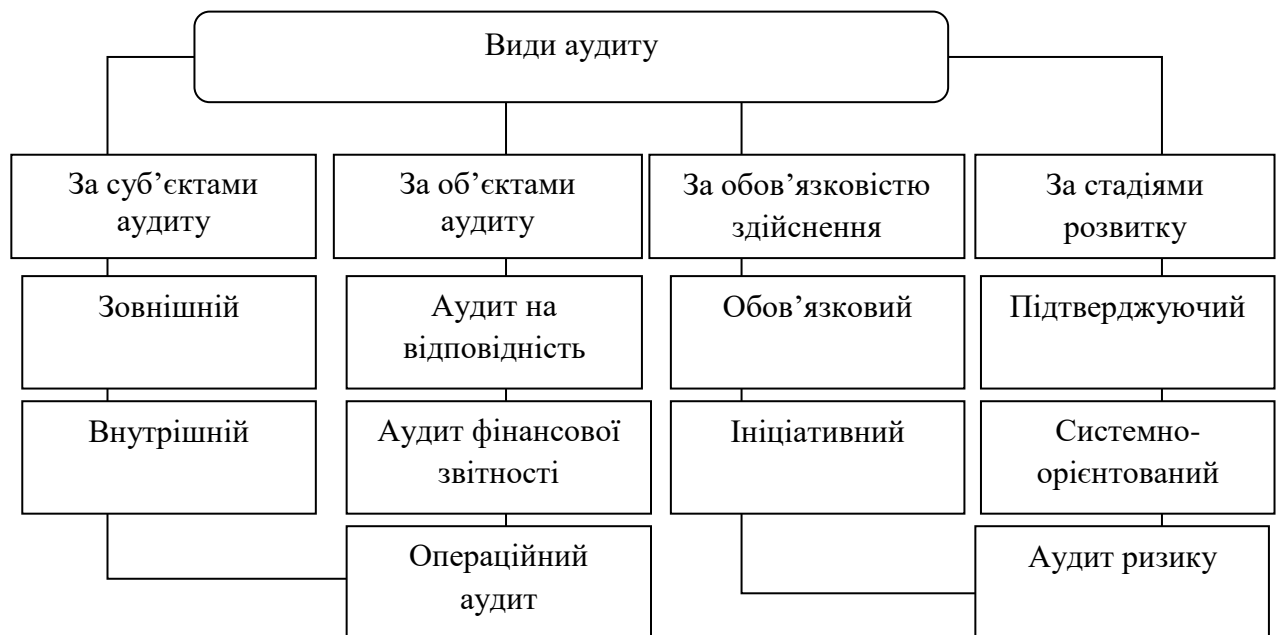 Види аудиту
За суб’єктами
аудиту
За об’єктами
аудиту
За обов’язковістю
здійснення
За стадіями
розвитку
Зовнішній
Аудит на
відповідність
Обов’язковий
Підтверджуючий
Внутрішній
Аудит фінансової
звітності
Ініціативний
Системно-
орієнтований
Операційний
аудит
Аудит ризику